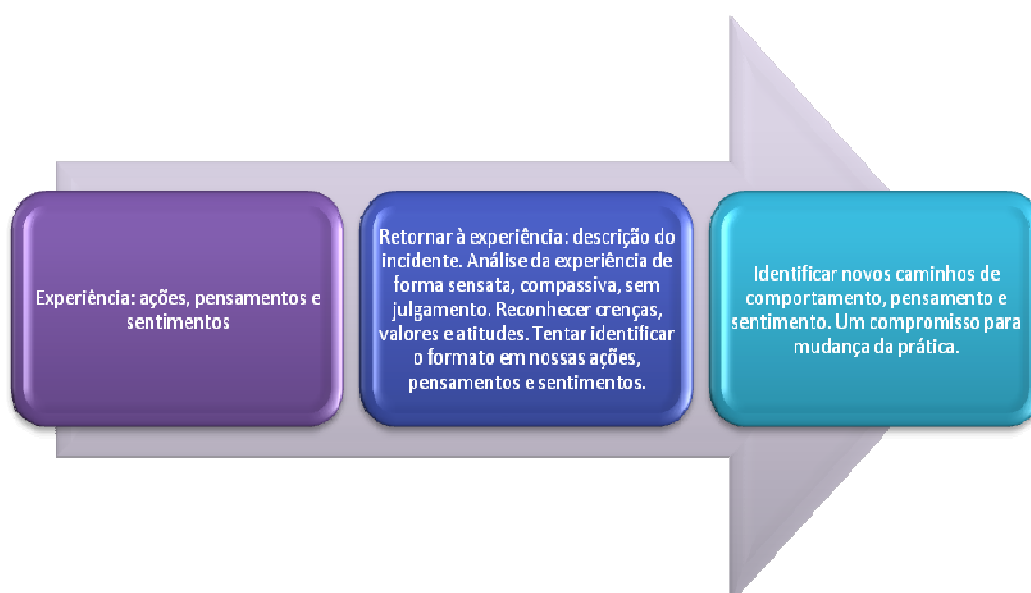 Experiência: ações, pensamentos e
sentimentos
Retornar à experiência: descrição do
incidente. Análise da experiência de
forma sensata, compassiva, sem
julgamento. Reconhecer crenças,
valores e atitudes. Tentar identificar
o formato em nossas ações,
pensamentos e sentimentos.
Identificar novos caminhos de
comportamento, pensamento e
sentimento. Um compromisso para
mudança da prática.